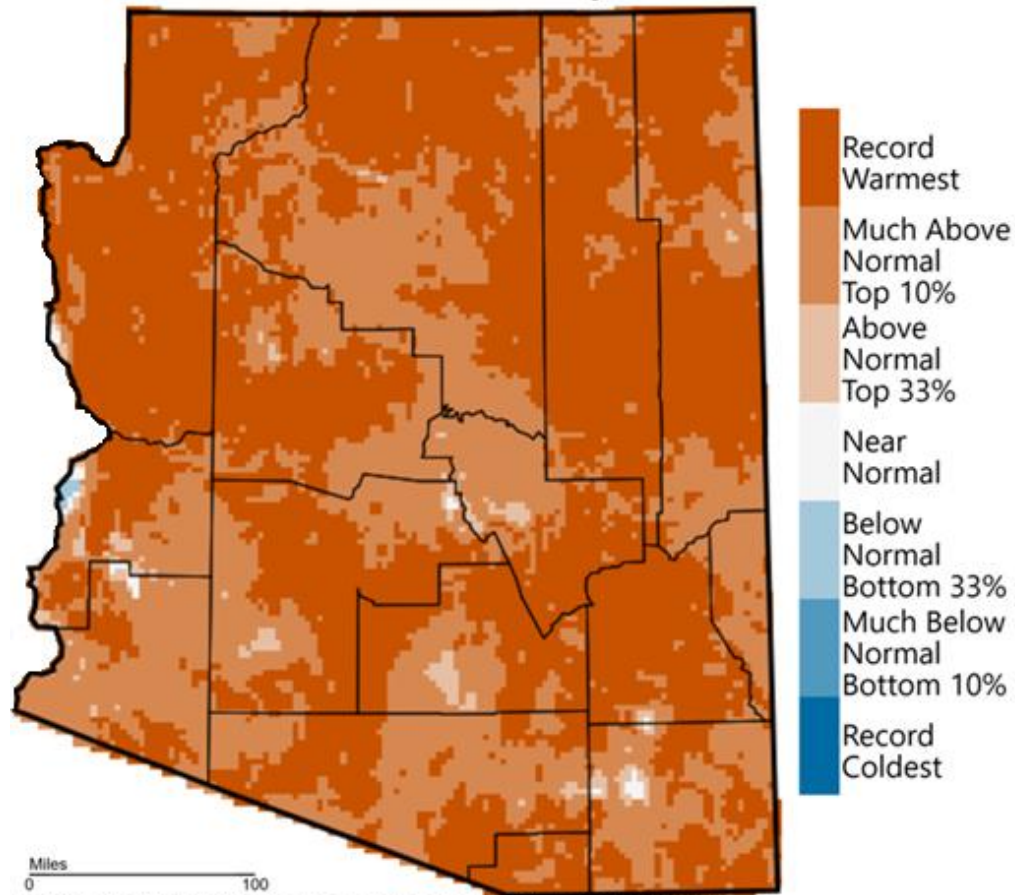 Record
Warmest
Much Above
Normal
Top 10%
Above
Normal
Top 33%
Near
Normal
Below
Normal
Bottom 33%
Much Below
Normal
Bottom 10%
Record
Coldest
Miles
0 100